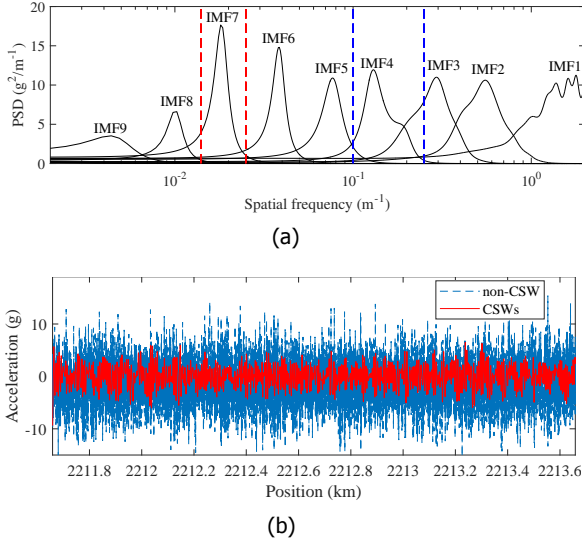 20
15
10
5
0
PSD (g²/m⁻¹)
IMF9
IMF8
IMF7
IMF6
IMF5
IMF4
IMF3
IMF2
IMF1
10⁻²
10⁻¹
10⁰
Spatial frequency (m⁻¹)
(a)
non-CSW
CSWs
10
0
-10
Acceleration (g)
2211.8 2212 2212.2 2212.4 2212.6 2212.8 2213 2213.2 2213.4 2213.6
Position (km)
(b)